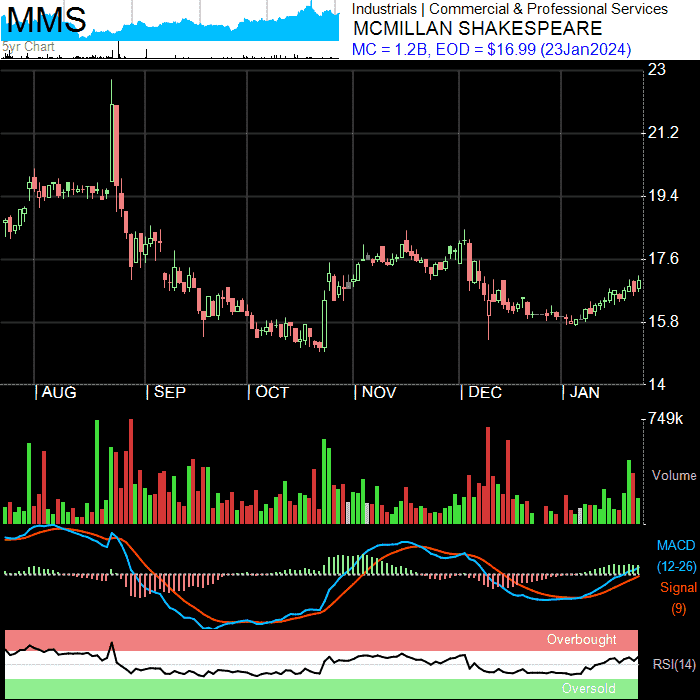 MMS
5yr Chart
Industrials | Commercial & Professional Services
MCMILLAN SHAKESPEARE
MC = 1.2B, EOD = $16.99 (23Jan2024)
23
21.2
19.4
17.6
15.8
14
| AUG | SEP | OCT | NOV | DEC | JAN
749k
Volume
MACD
(12-26)
Signal
(9)
Overbought
RSI(14)
Oversold